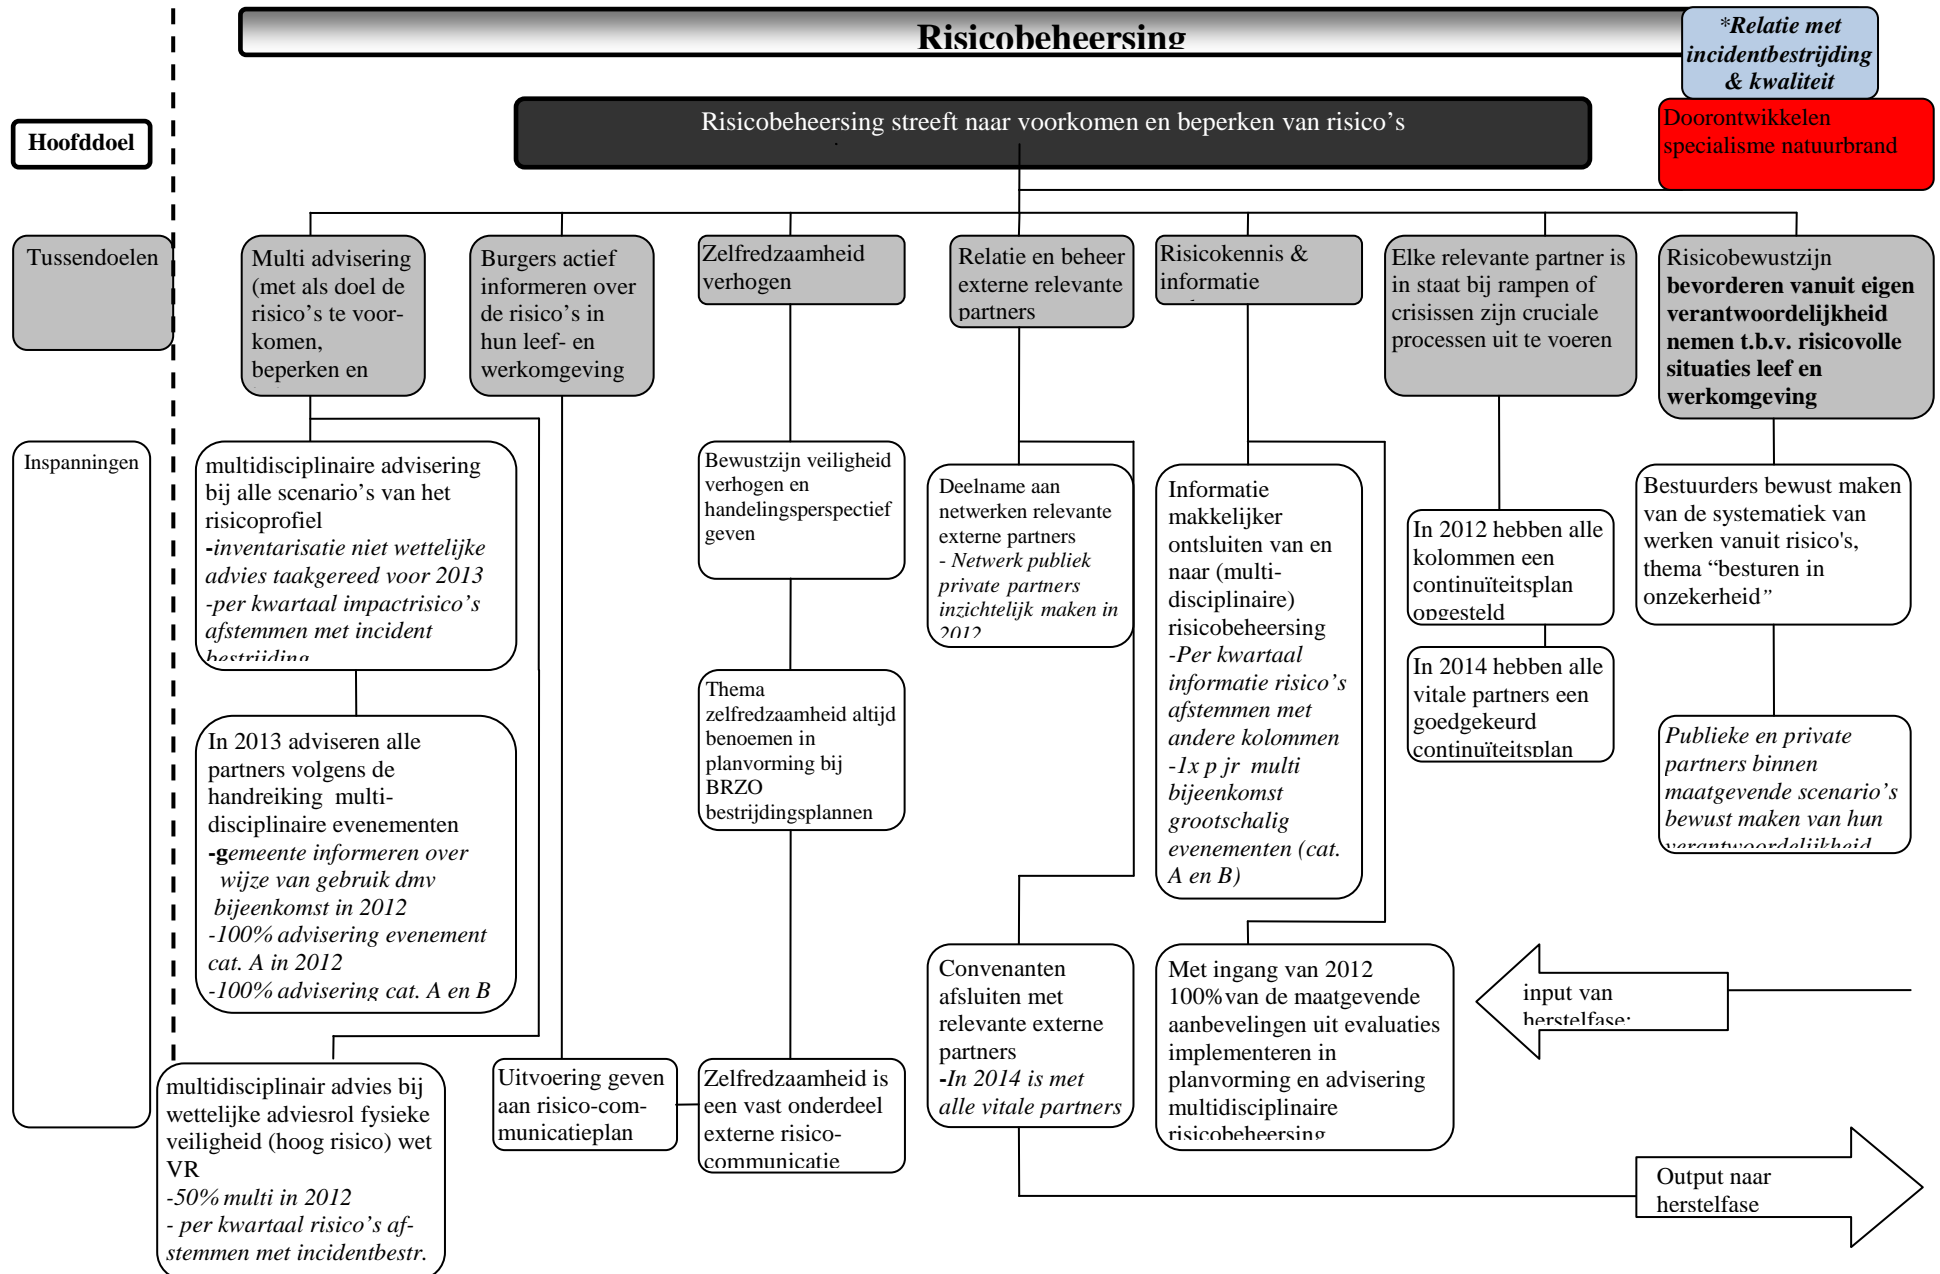 Risicobeheersing
*Relatie met
incidentbestrijding
& kwaliteit
Hoofddoel
Risicobeheersing streeft naar voorkomen en beperken van risico’s
Doorontwikkelen
specialisme natuurbrand
Tussendoelen
Multi advisering
(met als doel de
risico’s te voor-
komen,
beperken en
Burgers actief
informeren over
de risico’s in
hun leef- en
werkomgeving
Zelfredzaamheid
verhogen
Relatie en beheer
externe relevante
partners
Risicokennis &
informatie
Elke relevante partner is
in staat bij rampen of
crisissen zijn cruciale
processen uit te voeren
Risicobewustzijn
bevorderen vanuit eigen
verantwoordelijkheid
nemen t.b.v. risicovolle
situaties leef en
werkomgeving
Inspanningen
multidisciplinaire advisering
bij alle scenario’s van het
risicoprofiel
-inventarisatie niet wettelijke
advies taakgereed voor 2013
-per kwartaal impactrisico’s
afstemmen met incident
bestrijding
In 2013 adviseren alle
partners volgens de
handreiking multi-
disciplinaire evenementen
-gemeente informeren over
wijze van gebruik dmv
bijeenkomst in 2012
-100% advisering evenement
cat. A in 2012
-100% advisering cat. A en B
multidisciplinair advies bij
wettelijke adviesrol fysieke
veiligheid (hoog risico) wet
VR
-50% multi in 2012
- per kwartaal risico’s af-
stemmen met incidentbestr.
Uitvoering geven
aan risico-com-
municatieplan
Bewustzijn veiligheid
verhogen en
handelingsperspectief
geven
Thema
zelfredzaamheid altijd
benoemen in
planvorming bij
BRZO
bestrijdingsplannen
Zelfredzaamheid is
een vast onderdeel
externe risico-
communicatie
Deelname aan
netwerken relevante
externe partners
- Netwerk publiek
private partners
inzichtelijk maken in
2012
Convenanten
afsluiten met
relevante externe
partners
-In 2014 is met
alle vitale partners
Informatie
makkelijker
ontsluiten van en
naar (multi-
disciplinaire)
risicobeheersing
-Per kwartaal
informatie risico’s
afstemmen met
andere kolommen
-1x p jr multi
bijeenkomst
grootschalig
evenementen (cat.
A en B)
Met ingang van 2012
100% van de maatgevende
aanbevelingen uit evaluaties
implementeren in
planvorming en advisering
multidisciplinaire
risicobeheersing
In 2012 hebben alle
kolommen een
continuïteitsplan
opgesteld
In 2014 hebben alle
vitale partners een
goedgekeurd
continuïteitsplan
Bestuurders bewust maken
van de systematiek van
werken vanuit risico's,
thema “besturen in
onzekerheid”
Publieke en private
partners binnen
maatgevende scenario’s
bewust maken van hun
verantwoordelijkheid
input van
herstelfase:
Output naar
herstelfase